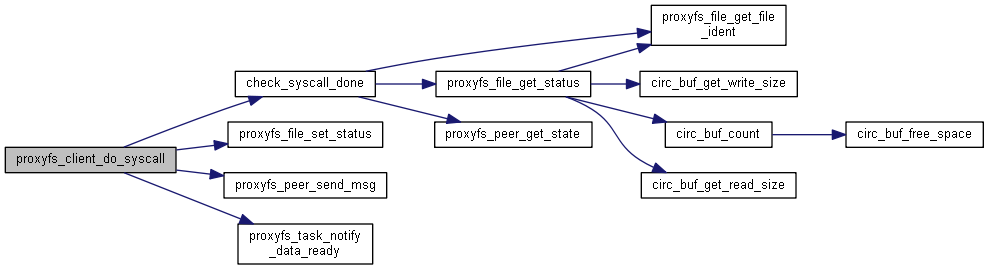 proxyfs_file_get_file
_ident
check_syscall_done
proxyfs_file_get_status
circ_buf_get_write_size
proxyfs_file_set_status
proxyfs_peer_get_state
circ_buf_count
circ_buf_free_space
proxyfs_client_do_syscall
proxyfs_peer_send_msg
circ_buf_get_read_size
proxyfs_task_notify
_data_ready